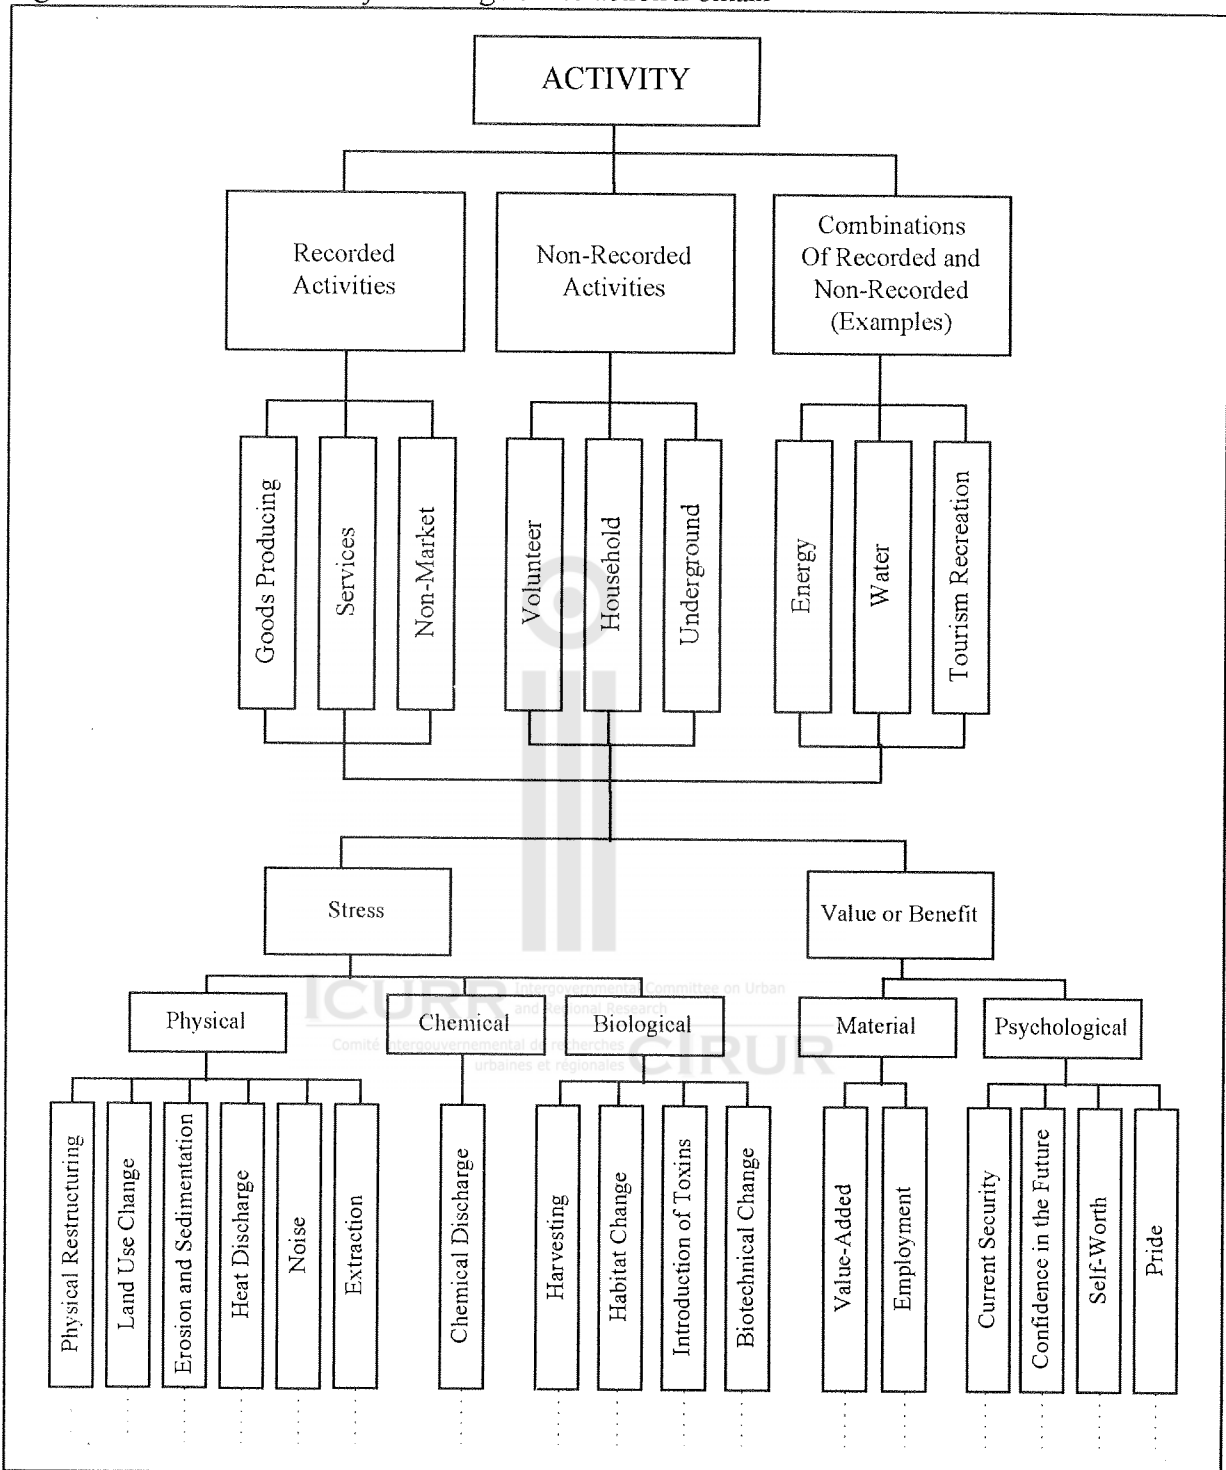 ACTIVITY
Recorded
Activities
Non-Recorded
Activities
Combinations
Of Recorded and
Non-Recorded
(Examples)
Goods Producing
Services
Non-Market
Volunteer
Household
Underground
Energy
Water
Tourism Recreation
Stress
Value or Benefit
ICURR Intergovernmental Committee on Urban
and Regional Research
Comité intergouvernemental de recherches
urbaines et régionales CIRUR
Physical
Chemical
Biological
Material
Psychological
Physical Restructuring
Land Use Change
Erosion and Sedimentation
Heat Discharge
Noise
Extraction
Chemical Discharge
Harvesting
Habitat Change
Introduction of Toxins
Biotechnical Change
Value-Added
Employment
Current Security
Confidence in the Future
Self-Worth
Pride